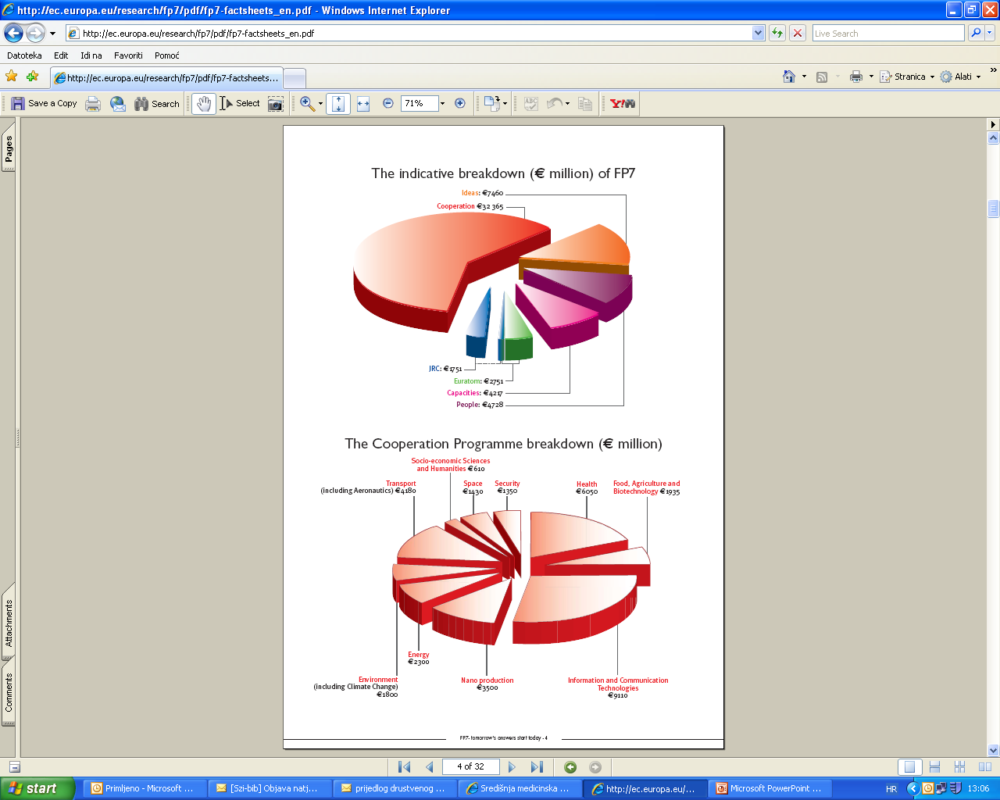 http://ec.europa.eu/research/fp7/pdf/fp7-factsheets_en.pdf - Windows Internet Explorer
http://ec.europa.eu/research/fp7/pdf/fp7-factsheets_en.pdf
Live Search
Datoteka Edit Idi na Favoriti Pomoć
http://ec.europa.eu/research/fp7/pdf/fp7-factsheets...
Stranica Alati »
Save a Copy Search Select 71% Y!
Pages
The indicative breakdown (€ million) of FP7
Ideas: €7460
Cooperation €32 365
JRC: €1751
Euratom: €2751
Capacities: €4217
People: €4728
The Cooperation Programme breakdown (€ million)
Socio-economic Sciences
and Humanities €610
Transport
(including Aeronautics) €4180
Space
€1430
Security
€1350
Health
€6050
Food, Agriculture and
Biotechnology €1935
Energy
€2300
Environment
(including Climate Change)
€1800
Nano production
€3500
Information and Communication
Technologies
€9110
FP7- tomorrow's answers start today - 4
Attachments
Comments
4 of 32
start
Primljeno - Microsoft ...
[Szi-bib] Objava natj...
prijedlog drustvenog ...
Središnja medicinska ...
http://ec.europa.eu/...
Microsoft PowerPoint ...
HR
13:06